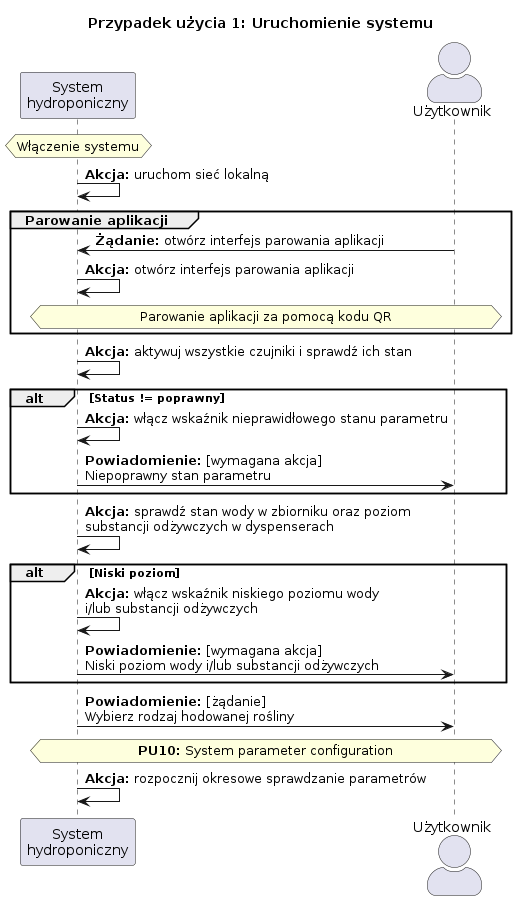 Przypadek użycia 1: Uruchomienie systemu
System
hydroponiczny
Użytkownik
Włączenie systemu
Akcja: uruchom sieć lokalną
Parowanie aplikacji
Żądanie: otwórz interfejs parowania aplikacji
Akcja: otwórz interfejs parowania aplikacji
Parowanie aplikacji za pomocą kodu QR
Akcja: aktywuj wszystkie czujniki i sprawdź ich stan
alt [Status != poprawny]
Akcja: włącz wskaźnik nieprawidłowego stanu parametru
Powiadomienie: [wymagana akcja]
Niepoprawny stan parametru
Akcja: sprawdź stan wody w zbiorniku oraz poziom
substancji odżywczych w dyspenserach
alt [Niski poziom]
Akcja: włącz wskaźnik niskiego poziomu wody
i/lub substancji odżywczych
Powiadomienie: [wymagana akcja]
Niski poziom wody i/lub substancji odżywczych
Powiadomienie: [żądanie]
Wybierz rodzaj hodowanej rośliny
PU10: System parameter configuration
Akcja: rozpocznij okresowe sprawdzanie parametrów
System
hydroponiczny
Użytkownik